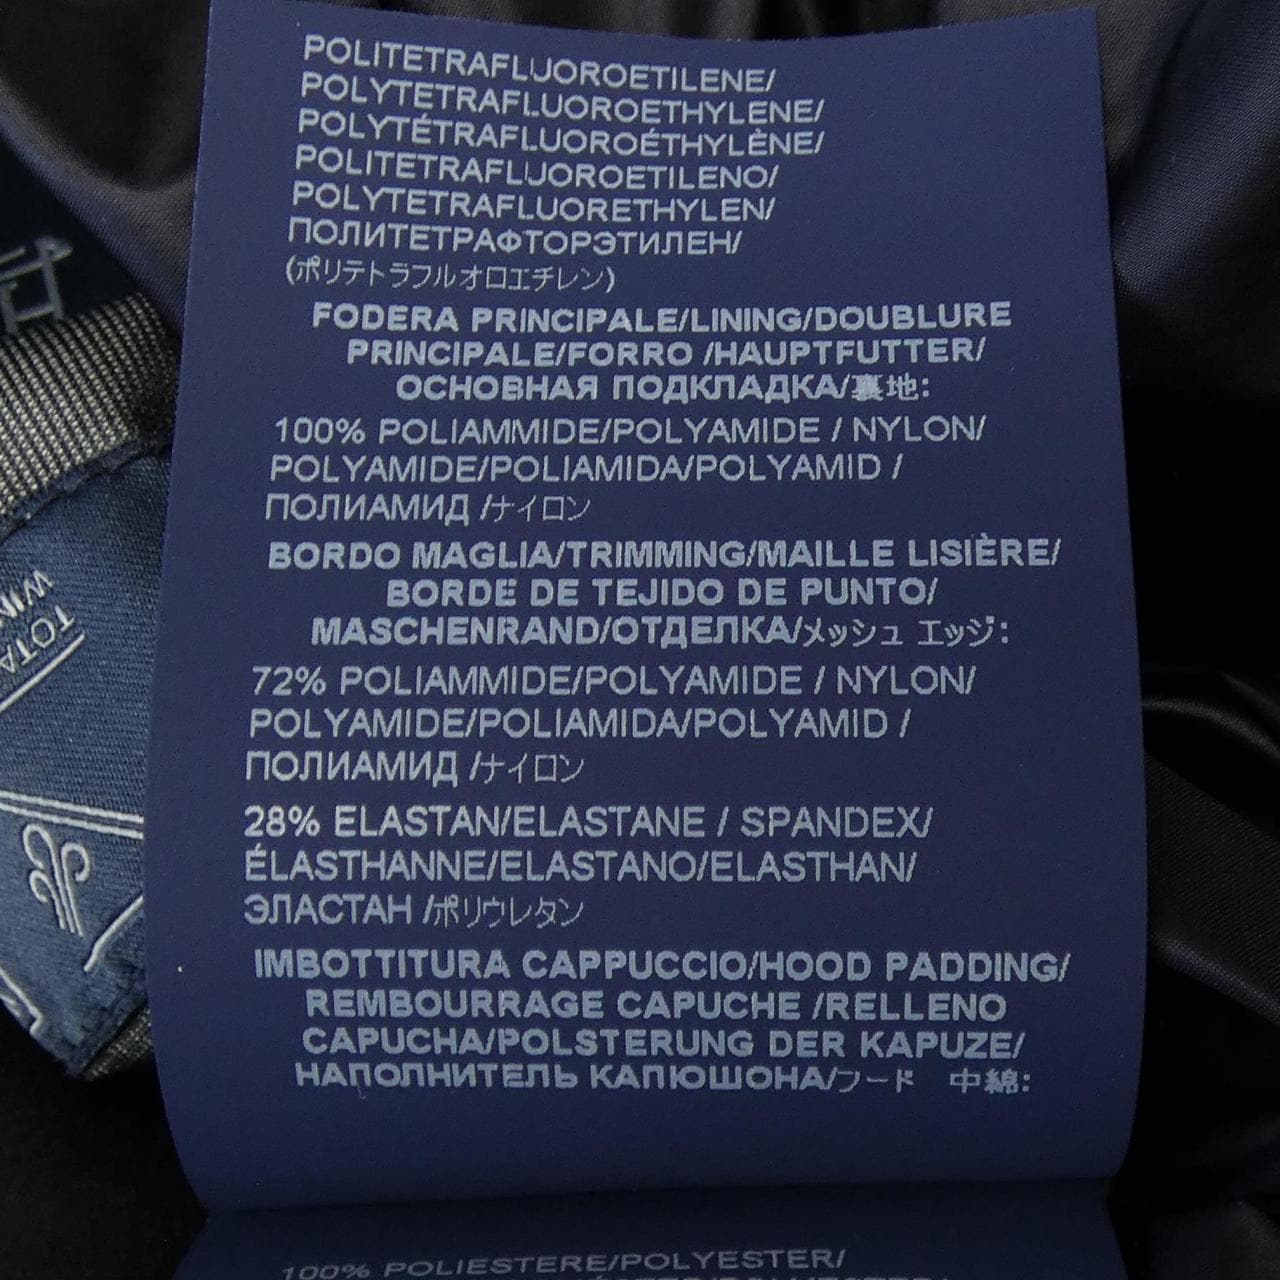 POLITETRAFLUOROETILENE/
POLYTETRAFLUOROETHYLENE/
POLYTÉTRAFLUOROÉTHYLÈNE/
POLITETRAFLUOROETILENO/
POLYTETRAFLUORETHYLEN/
ПОЛИТЕТРАФТОРЭТИЛЕН/
(ポリテトラフルオロエチレン)
FODERA PRINCIPALE/LINING/DOUBLURE
PRINCIPALE/FORRO /HAUPTFUTTER/
ОСНОВНАЯ ПОДКЛАДКА/裏地:
100% POLIAMMIDE/POLYAMIDE / NYLON/
POLYAMIDE/POLIAMIDA/POLYAMID /
ПОЛИАМИД /ナイロン
BORDO MAGLIA/TRIMMING/MAILLE LISIÈRE/
BORDE DE TEJIDO DE PUNTO/
MASCHENRAND/ОТДЕЛКА/メッシュ エッジ:
72% POLIAMMIDE/POLYAMIDE / NYLON/
POLYAMIDE/POLIAMIDA/POLYAMID /
ПОЛИАМИД /ナイロン
28% ELASTAN/ELASTANE / SPANDEX/
ÉLASTHANNE/ELASTANO/ELASTHAN/
ЭЛАСТАН /ポリウレタン
IMBOTTITURA CAPPUCCIO/HOOD PADDING/
REMBOURRAGE CAPUCHE /RELLENO
CAPUCHA/POLSTERUNG DER KAPUZE/
НАПОЛНИТЕЛЬ КАПЮШОНА/フード 中綿:
100% POLIESTERE/POLYESTER/
TOTA
WIN